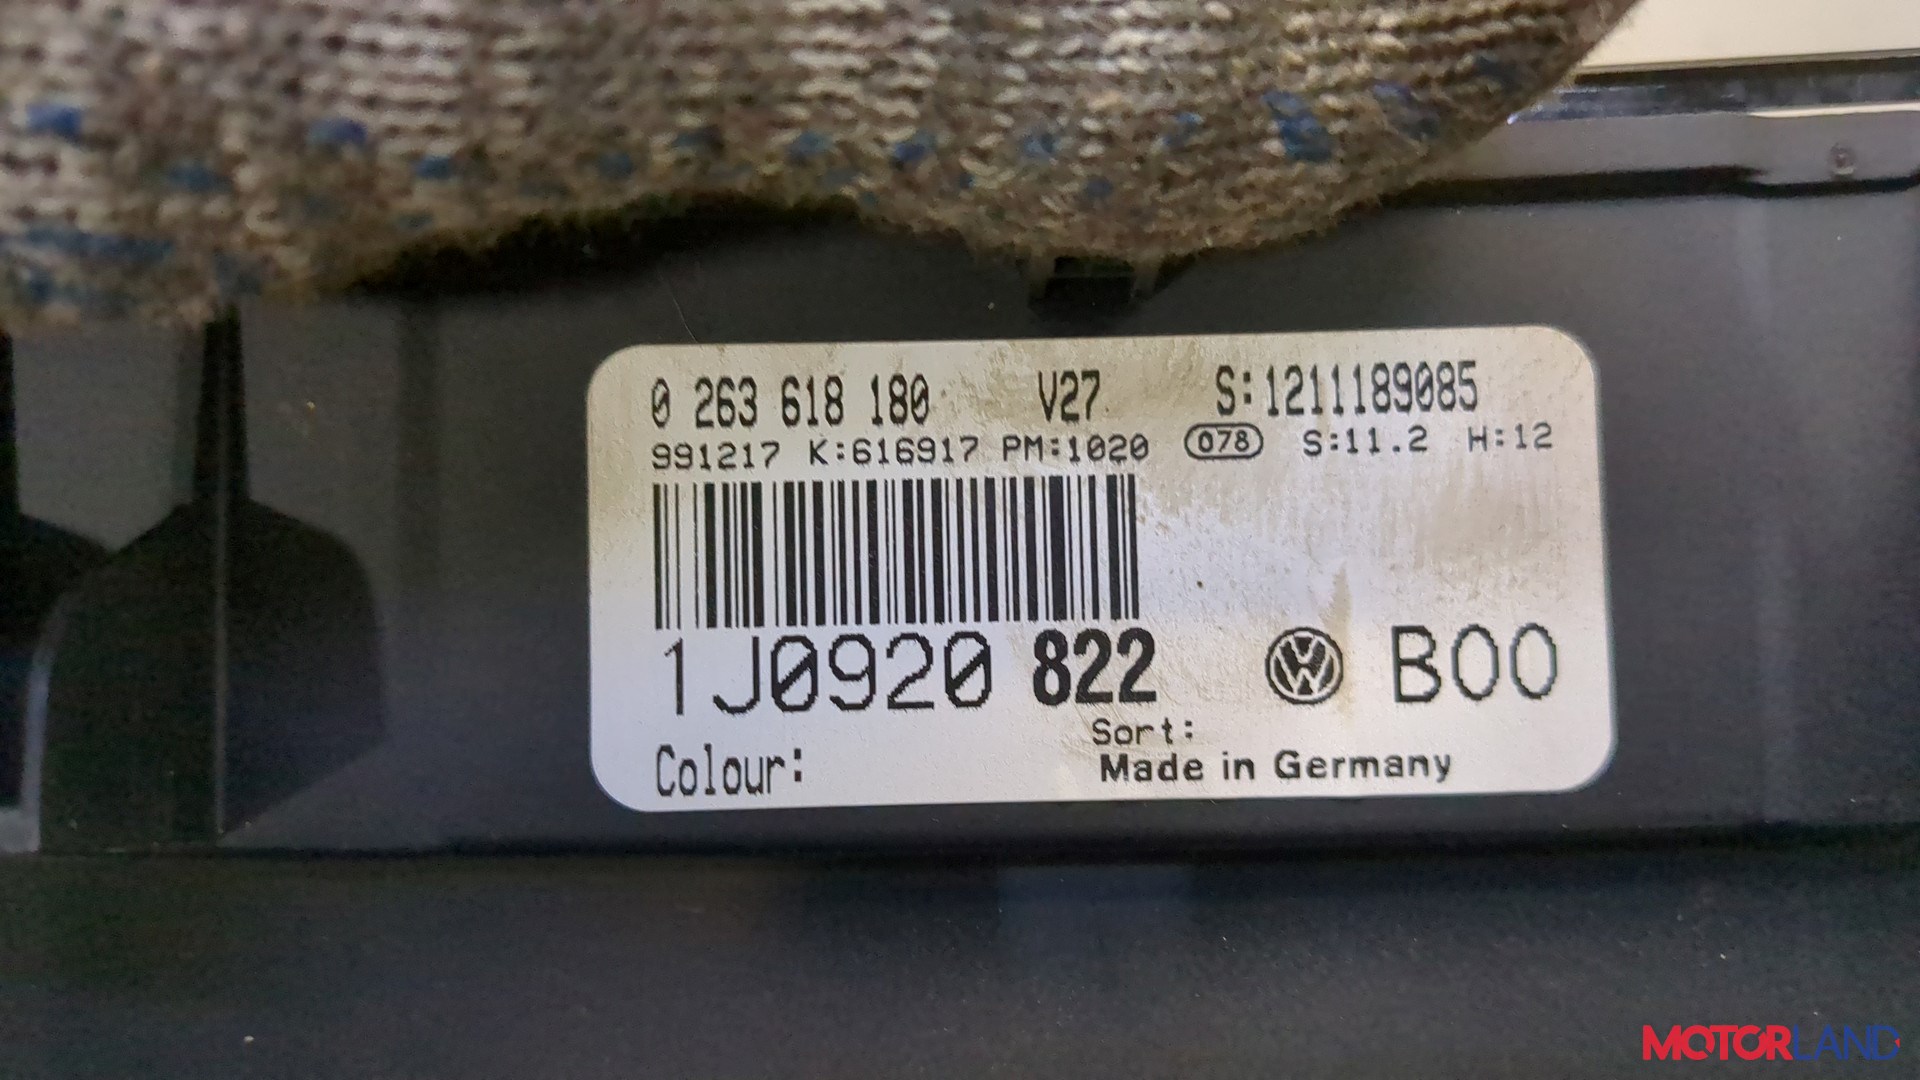 0 263 618 180 V27 S:1211189085
991217 K:616917 PM:1020 078 S:11.2 H:12
1J0920 822 VW B00
Sort:
Colour: Made in Germany
MOTORLAND